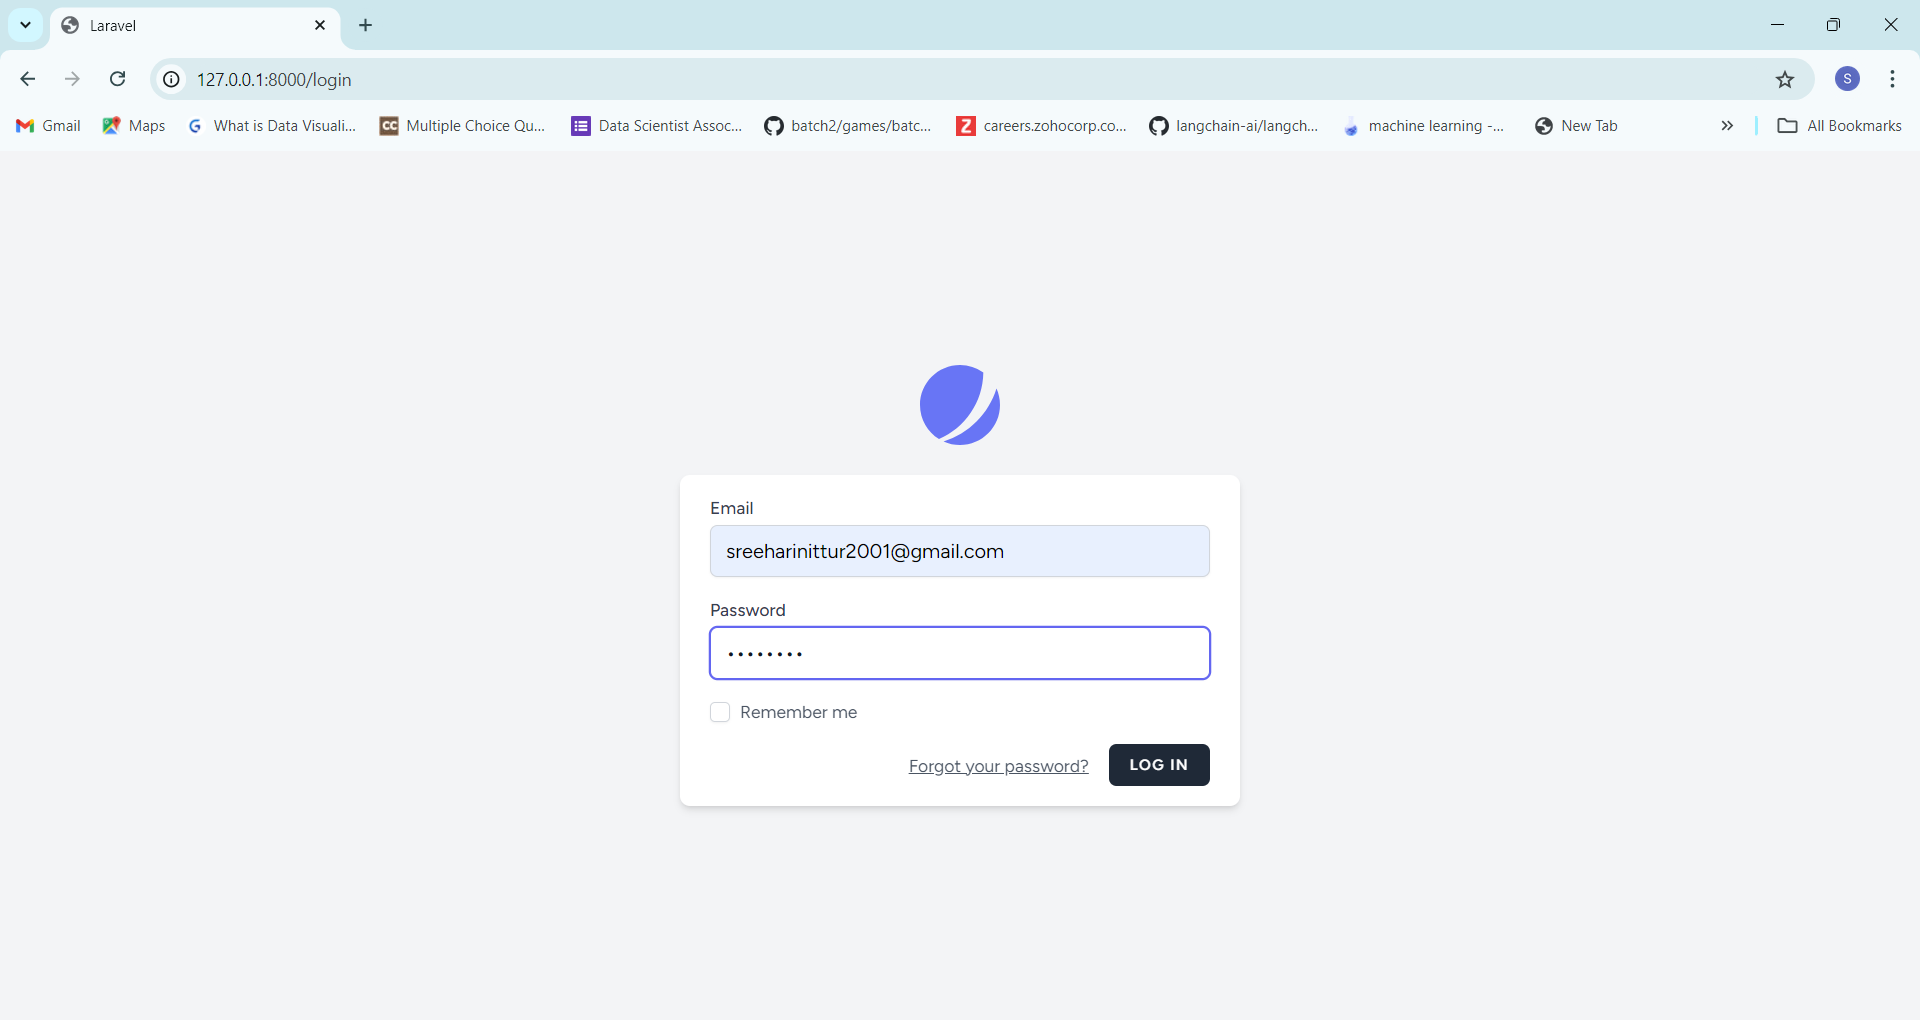 Laravel
127.0.0.1:8000/login
S
Gmail Maps G What is Data Visuali... CC Multiple Choice Qu... Data Scientist Assoc... batch2/games/batc... Z careers.zohocorp.co... langchain-ai/langch... machine learning -... New Tab All Bookmarks
Email
sreeharinittur2001@gmail.com
Password
Remember me
Forgot your password? LOG IN